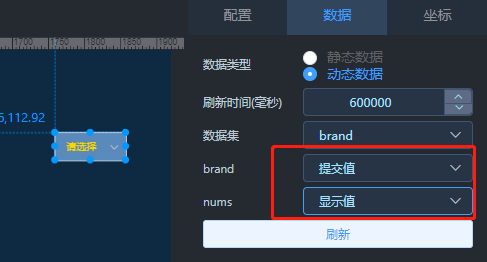 配置 数据 坐标
1700 1750 1800 1850 1900
数据类型 静态数据
动态数据
5,112.92
刷新时间(毫秒) 600000
请选择
数据集 brand
brand 提交值
nums 显示值
刷新